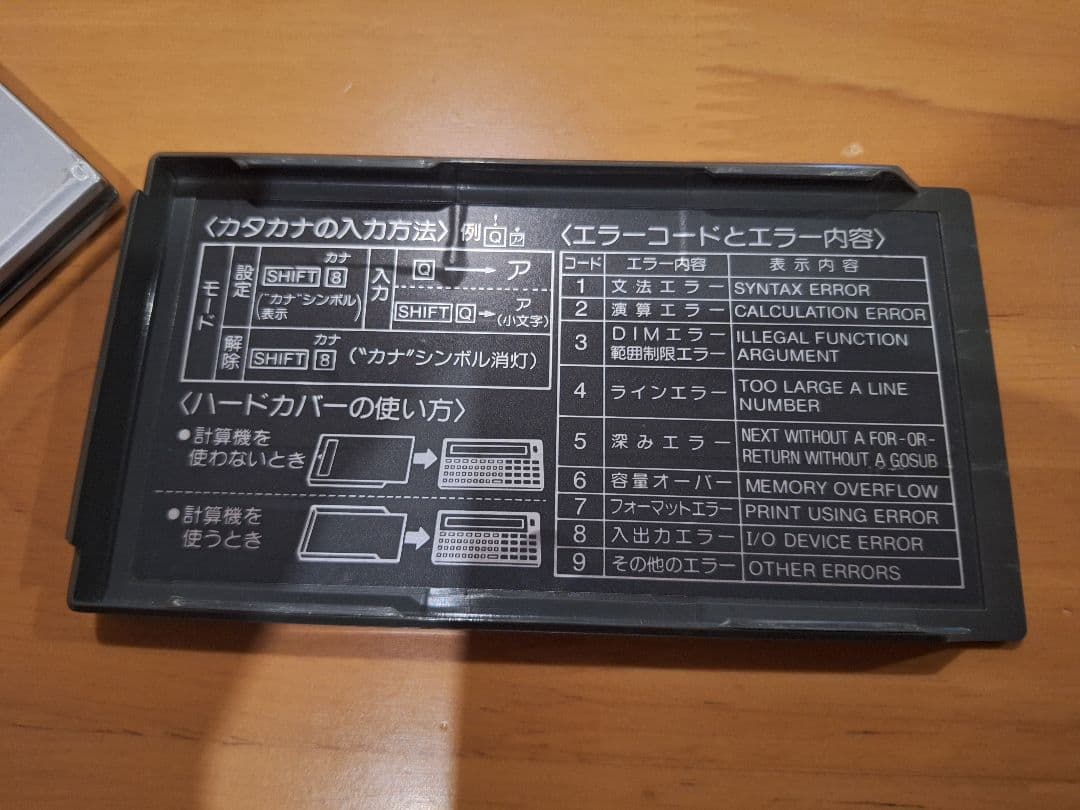 〈カタカナの入力方法〉 例 Q ア
モード
設定
カナ
SHIFT 8
("カナ"シンボル)
表示
入力
Q → ア
SHIFT Q → ァ
(小文字)
解除
カナ
SHIFT 8 ("カナ"シンボル消灯)
〈ハードカバーの使い方〉
●計算機を
使わないとき
●計算機を
使うとき
〈エラーコードとエラー内容〉
コード エラー内容 表示内容
1 文法エラー SYNTAX ERROR
2 演算エラー CALCULATION ERROR
3 DIMエラー ILLEGAL FUNCTION
範囲制限エラー ARGUMENT
4 ラインエラー TOO LARGE A LINE
NUMBER
5 深みエラー NEXT WITHOUT A FOR-OR-
RETURN WITHOUT A GOSUB
6 容量オーバー MEMORY OVERFLOW
7 フォーマットエラー PRINT USING ERROR
8 入出力エラー I/O DEVICE ERROR
9 その他のエラー OTHER ERRORS